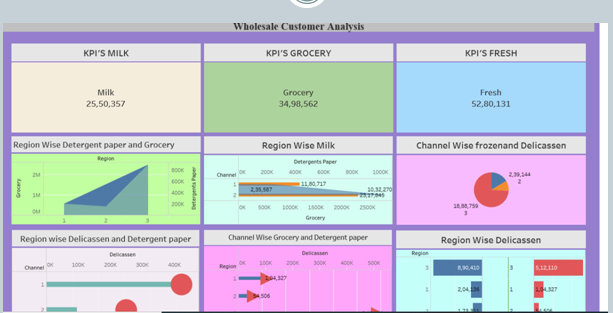 Wholesale Customer Analysis
KPI'S MILK
KPI'S GROCERY
KPI'S FRESH
Milk
25,50,357
Grocery
34,98,562
Fresh
52,80,131
Region Wise Detergent paper and Grocery
Region
Grocery
2M
1M
0M
800K
600K
400K
200K
Detergents Paper
1 2 3
Region Wise Milk
Detergents Paper
Channel 0K 200K 400K 600K 800K 1000K
1
2
11,80,717
2,38,587
10,32,270
0K 500K 1000K 1500K 2000K 2500K
Grocery
Channel Wise frozenand Delicassen
2,39,144
2
18,88,759
3
Region wise Delicassen and Detergent paper
Delicassen
Channel 0K 100K 200K 300K 400K
1
2
Channel Wise Grocery and Detergent paper
Delicassen
Region 0K 100K 200K 300K 400K 500K
1
2
54,506
Region Wise Delicassen
Region
3 8,90,410 3 5,12,110
1 1 1,04,327
2 2